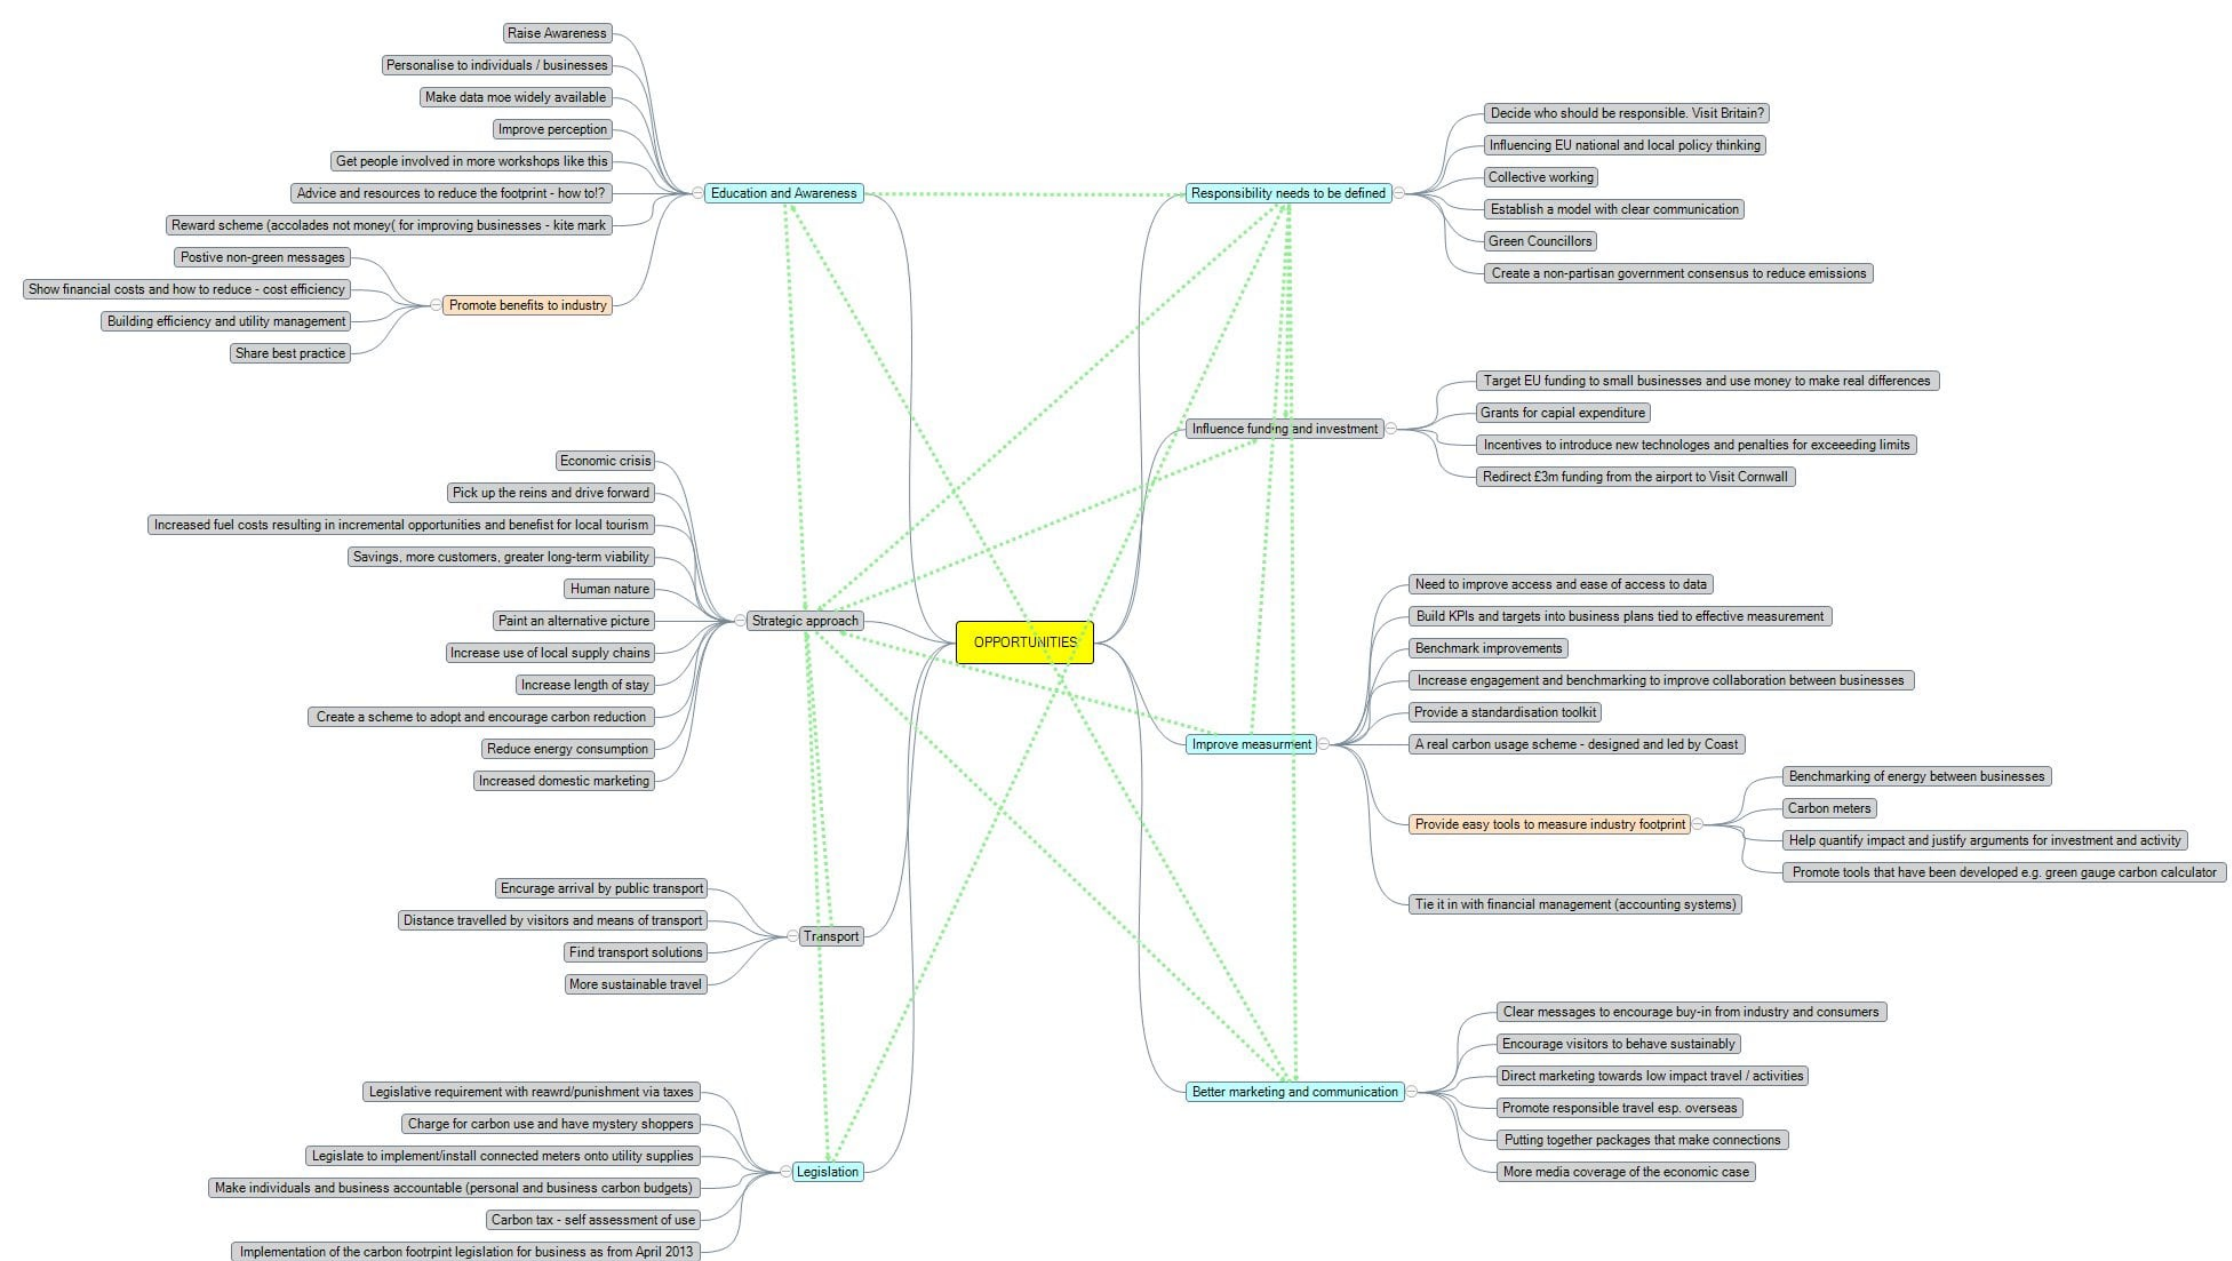 OPPORTUNITIES
Education and Awareness
Raise Awareness
Personalise to individuals / businesses
Make data moe widely available
Improve perception
Get people involved in more workshops like this
Advice and resources to reduce the footprint - how to!?
Reward scheme (accolades not money( for improving businesses - kite mark
Promote benefits to industry
Postive non-green messages
Show financial costs and how to reduce - cost efficiency
Building efficiency and utility management
Share best practice
Strategic approach
Economic crisis
Pick up the reins and drive forward
Increased fuel costs resulting in incremental opportunities and benefist for local tourism
Savings, more customers, greater long-term viability
Human nature
Paint an alternative picture
Increase use of local supply chains
Increase length of stay
Create a scheme to adopt and encourage carbon reduction
Reduce energy consumption
Increased domestic marketing
Transport
Encurage arrival by public transport
Distance travelled by visitors and means of transport
Find transport solutions
More sustainable travel
Legislation
Legislative requirement with reawrd/punishment via taxes
Charge for carbon use and have mystery shoppers
Legislate to implement/install connected meters onto utility supplies
Make individuals and business accountable (personal and business carbon budgets)
Carbon tax - self assessment of use
Implementation of the carbon footrpint legislation for business as from April 2013
Responsibility needs to be defined
Decide who should be responsible. Visit Britain?
Influencing EU national and local policy thinking
Collective working
Establish a model with clear communication
Green Councillors
Create a non-partisan government consensus to reduce emissions
Influence funding and investment
Target EU funding to small businesses and use money to make real differences
Grants for capial expenditure
Incentives to introduce new technologes and penalties for exceeeding limits
Redirect £3m funding from the airport to Visit Cornwall
Improve measurment
Need to improve access and ease of access to data
Build KPIs and targets into business plans tied to effective measurement
Benchmark improvements
Increase engagement and benchmarking to improve collaboration between businesses
Provide a standardisation toolkit
A real carbon usage scheme - designed and led by Coast
Provide easy tools to measure industry footprint
Benchmarking of energy between businesses
Carbon meters
Help quantify impact and justify arguments for investment and activity
Promote tools that have been developed e.g. green gauge carbon calculator
Tie it in with financial management (accounting systems)
Better marketing and communication
Clear messages to encourage buy-in from industry and consumers
Encourage visitors to behave sustainably
Direct marketing towards low impact travel / activities
Promote responsible travel esp. overseas
Putting together packages that make connections
More media coverage of the economic case